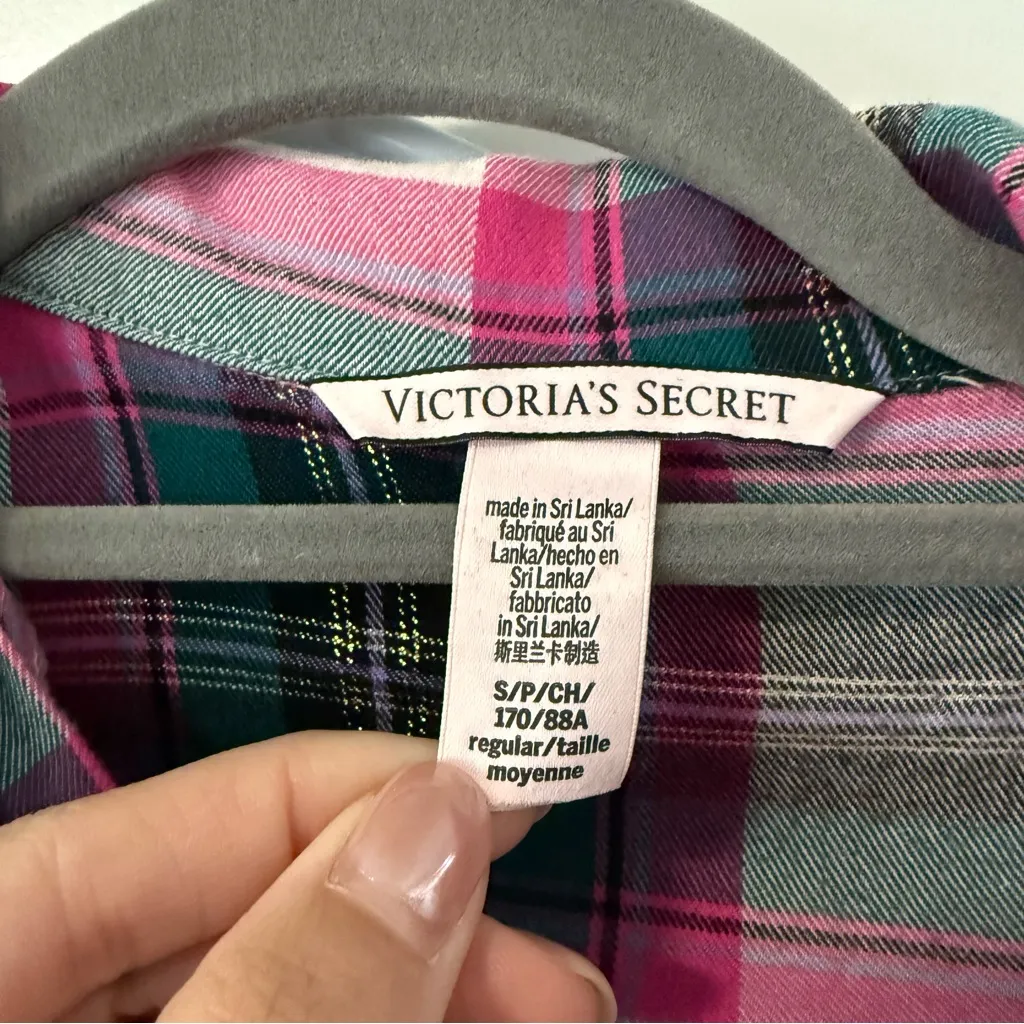 VICTORIA'S SECRET
made in Sri Lanka/
fabriqué au Sri
Lanka/hecho en
Sri Lanka/
fabbricato
in Sri Lanka/
斯里兰卡制造
S/P/CH/
170/88A
regular/taille
moyenne